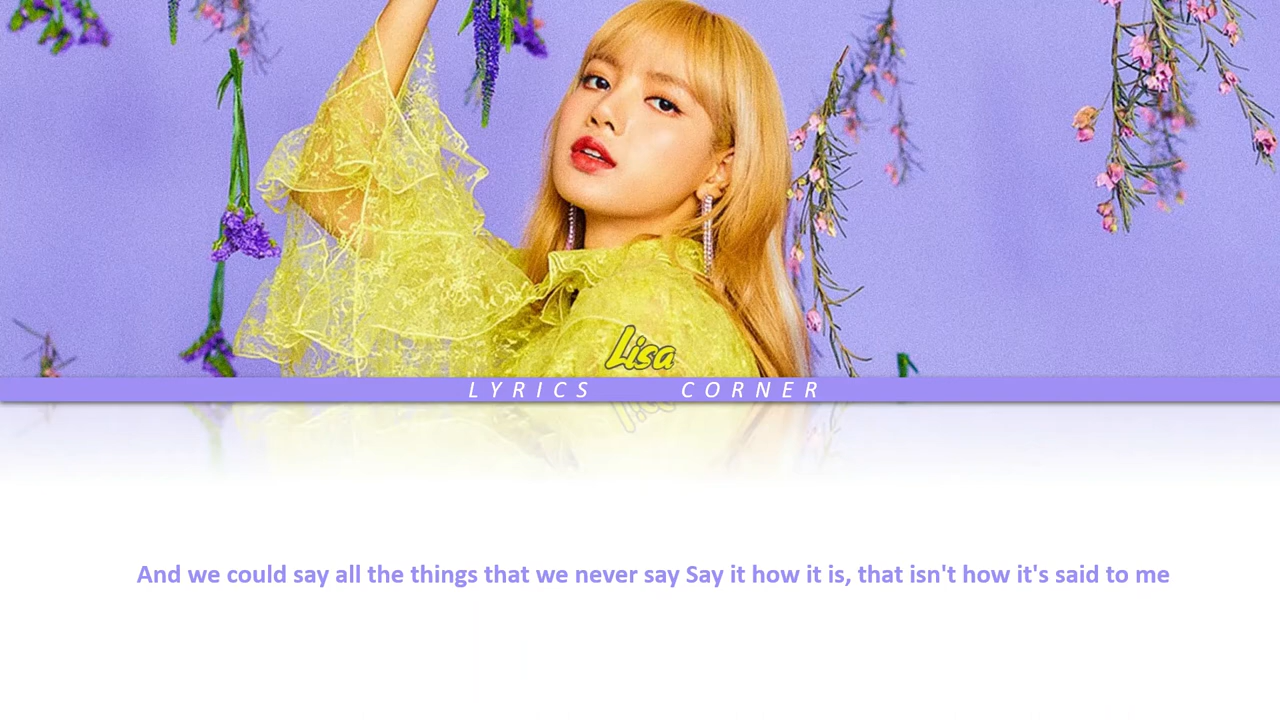 Lisa
LYRICS CORNER
And we could say all the things that we never say Say it how it is, that isn't how it's said to me